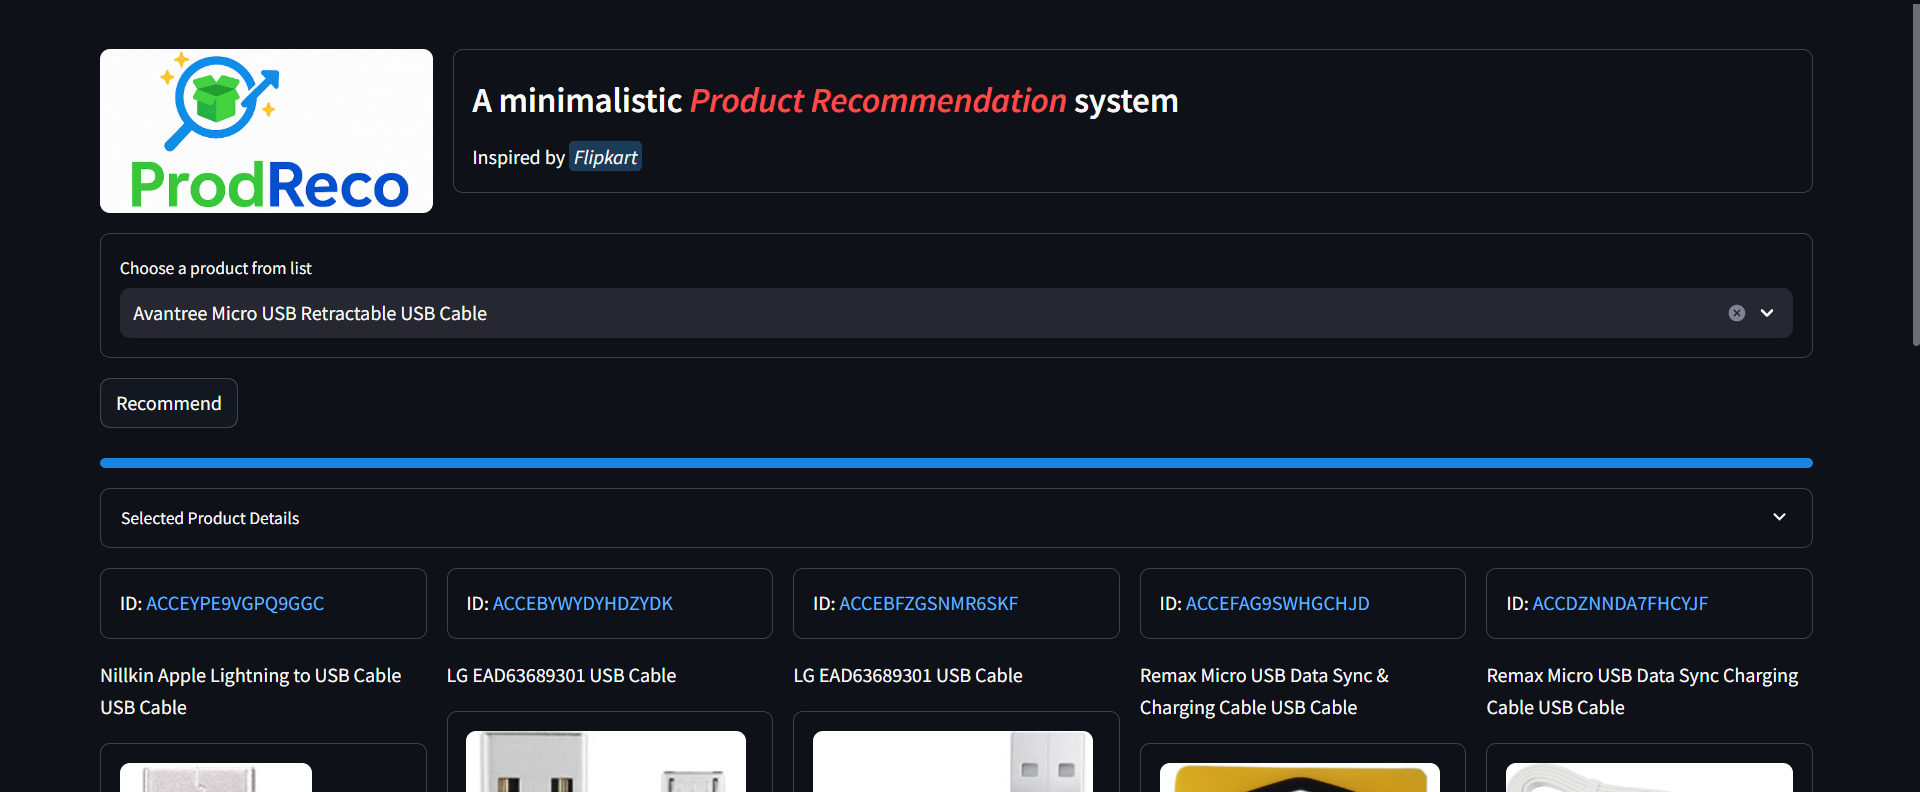 ProdReco
A minimalistic Product Recommendation system
Inspired by Flipkart
Choose a product from list
Avantree Micro USB Retractable USB Cable
Recommend
Selected Product Details
ID: ACCEYPE9VGPQ9GGC
ID: ACCEBYWYDYHDZYDK
ID: ACCEBFZGSNMR6SKF
ID: ACCEFAG9SWHGCHJD
ID: ACCDZNNDA7FHCYJF
Nillkin Apple Lightning to USB Cable
USB Cable
LG EAD63689301 USB Cable
LG EAD63689301 USB Cable
Remax Micro USB Data Sync &
Charging Cable USB Cable
Remax Micro USB Data Sync Charging
Cable USB Cable